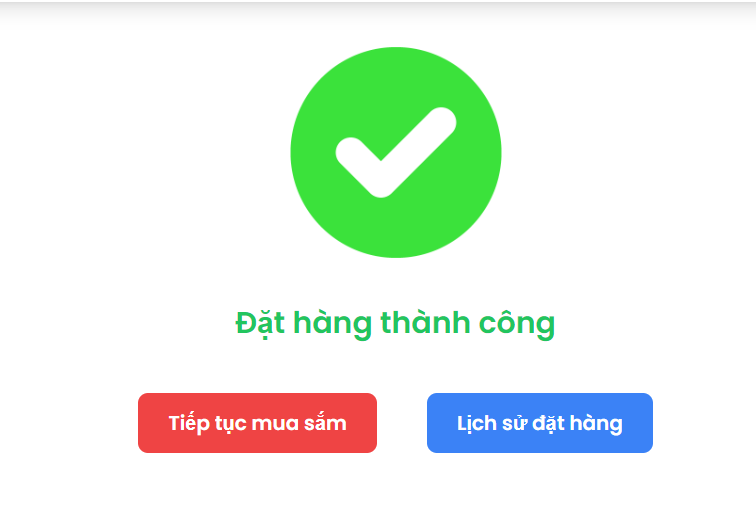 Đặt hàng thành công
Tiếp tục mua sắm
Lịch sử đặt hàng